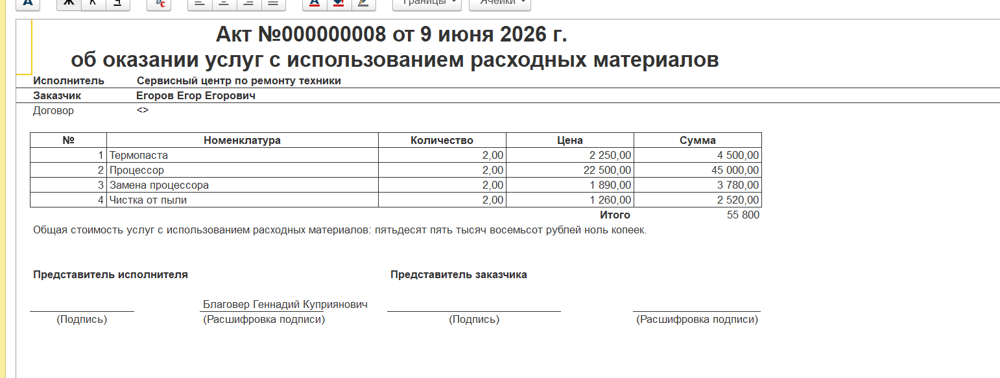 А Ж К Ч D C А Границы Ячейки
Акт №000000008 от 9 июня 2026 г.
об оказании услуг с использованием расходных материалов
Исполнитель Сервисный центр по ремонту техники
Заказчик Егоров Егор Егорович
Договор <>
№ Номенклатура Количество Цена Сумма
1 Термопаста 2,00 2 250,00 4 500,00
2 Процессор 2,00 22 500,00 45 000,00
3 Замена процессора 2,00 1 890,00 3 780,00
4 Чистка от пыли 2,00 1 260,00 2 520,00
Итого 55 800
Общая стоимость услуг с использованием расходных материалов: пятьдесят пять тысяч восемьсот рублей ноль копеек.
Представитель исполнителя Представитель заказчика
Благовер Геннадий Куприянович
(Подпись) (Расшифровка подписи) (Подпись) (Расшифровка подписи)